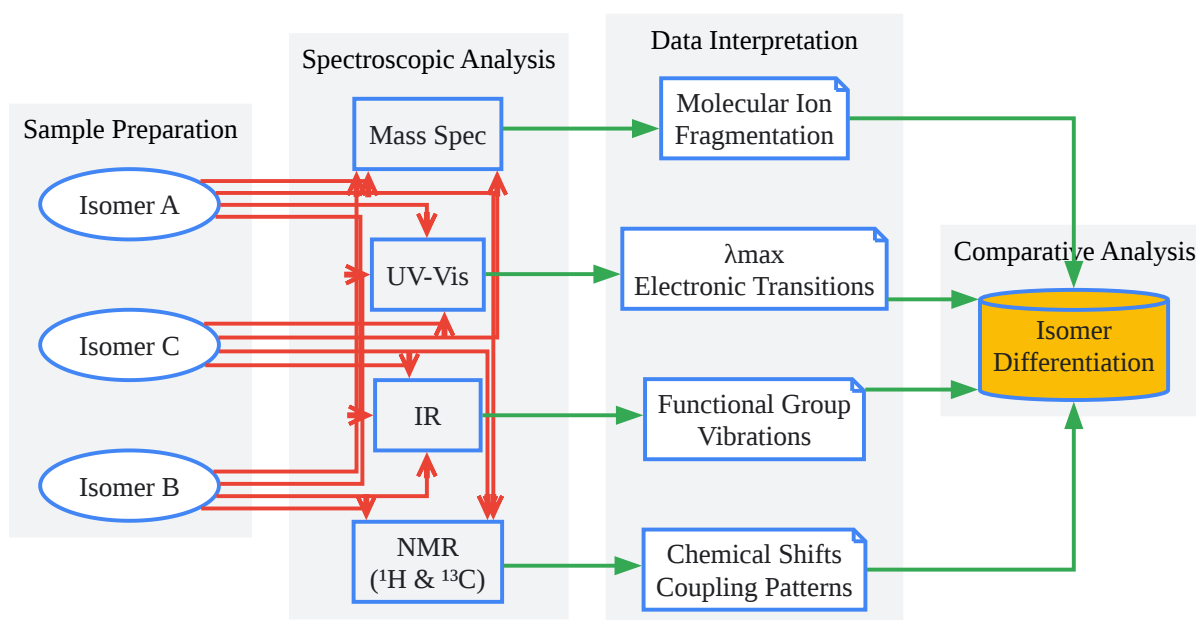 Sample Preparation
Isomer A
Isomer C
Isomer B
Spectroscopic Analysis
Mass Spec
UV-Vis
IR
NMR
(¹H & ¹³C)
Data Interpretation
Molecular Ion
Fragmentation
λmax
Electronic Transitions
Functional Group
Vibrations
Chemical Shifts
Coupling Patterns
Comparative Analysis
Isomer
Differentiation